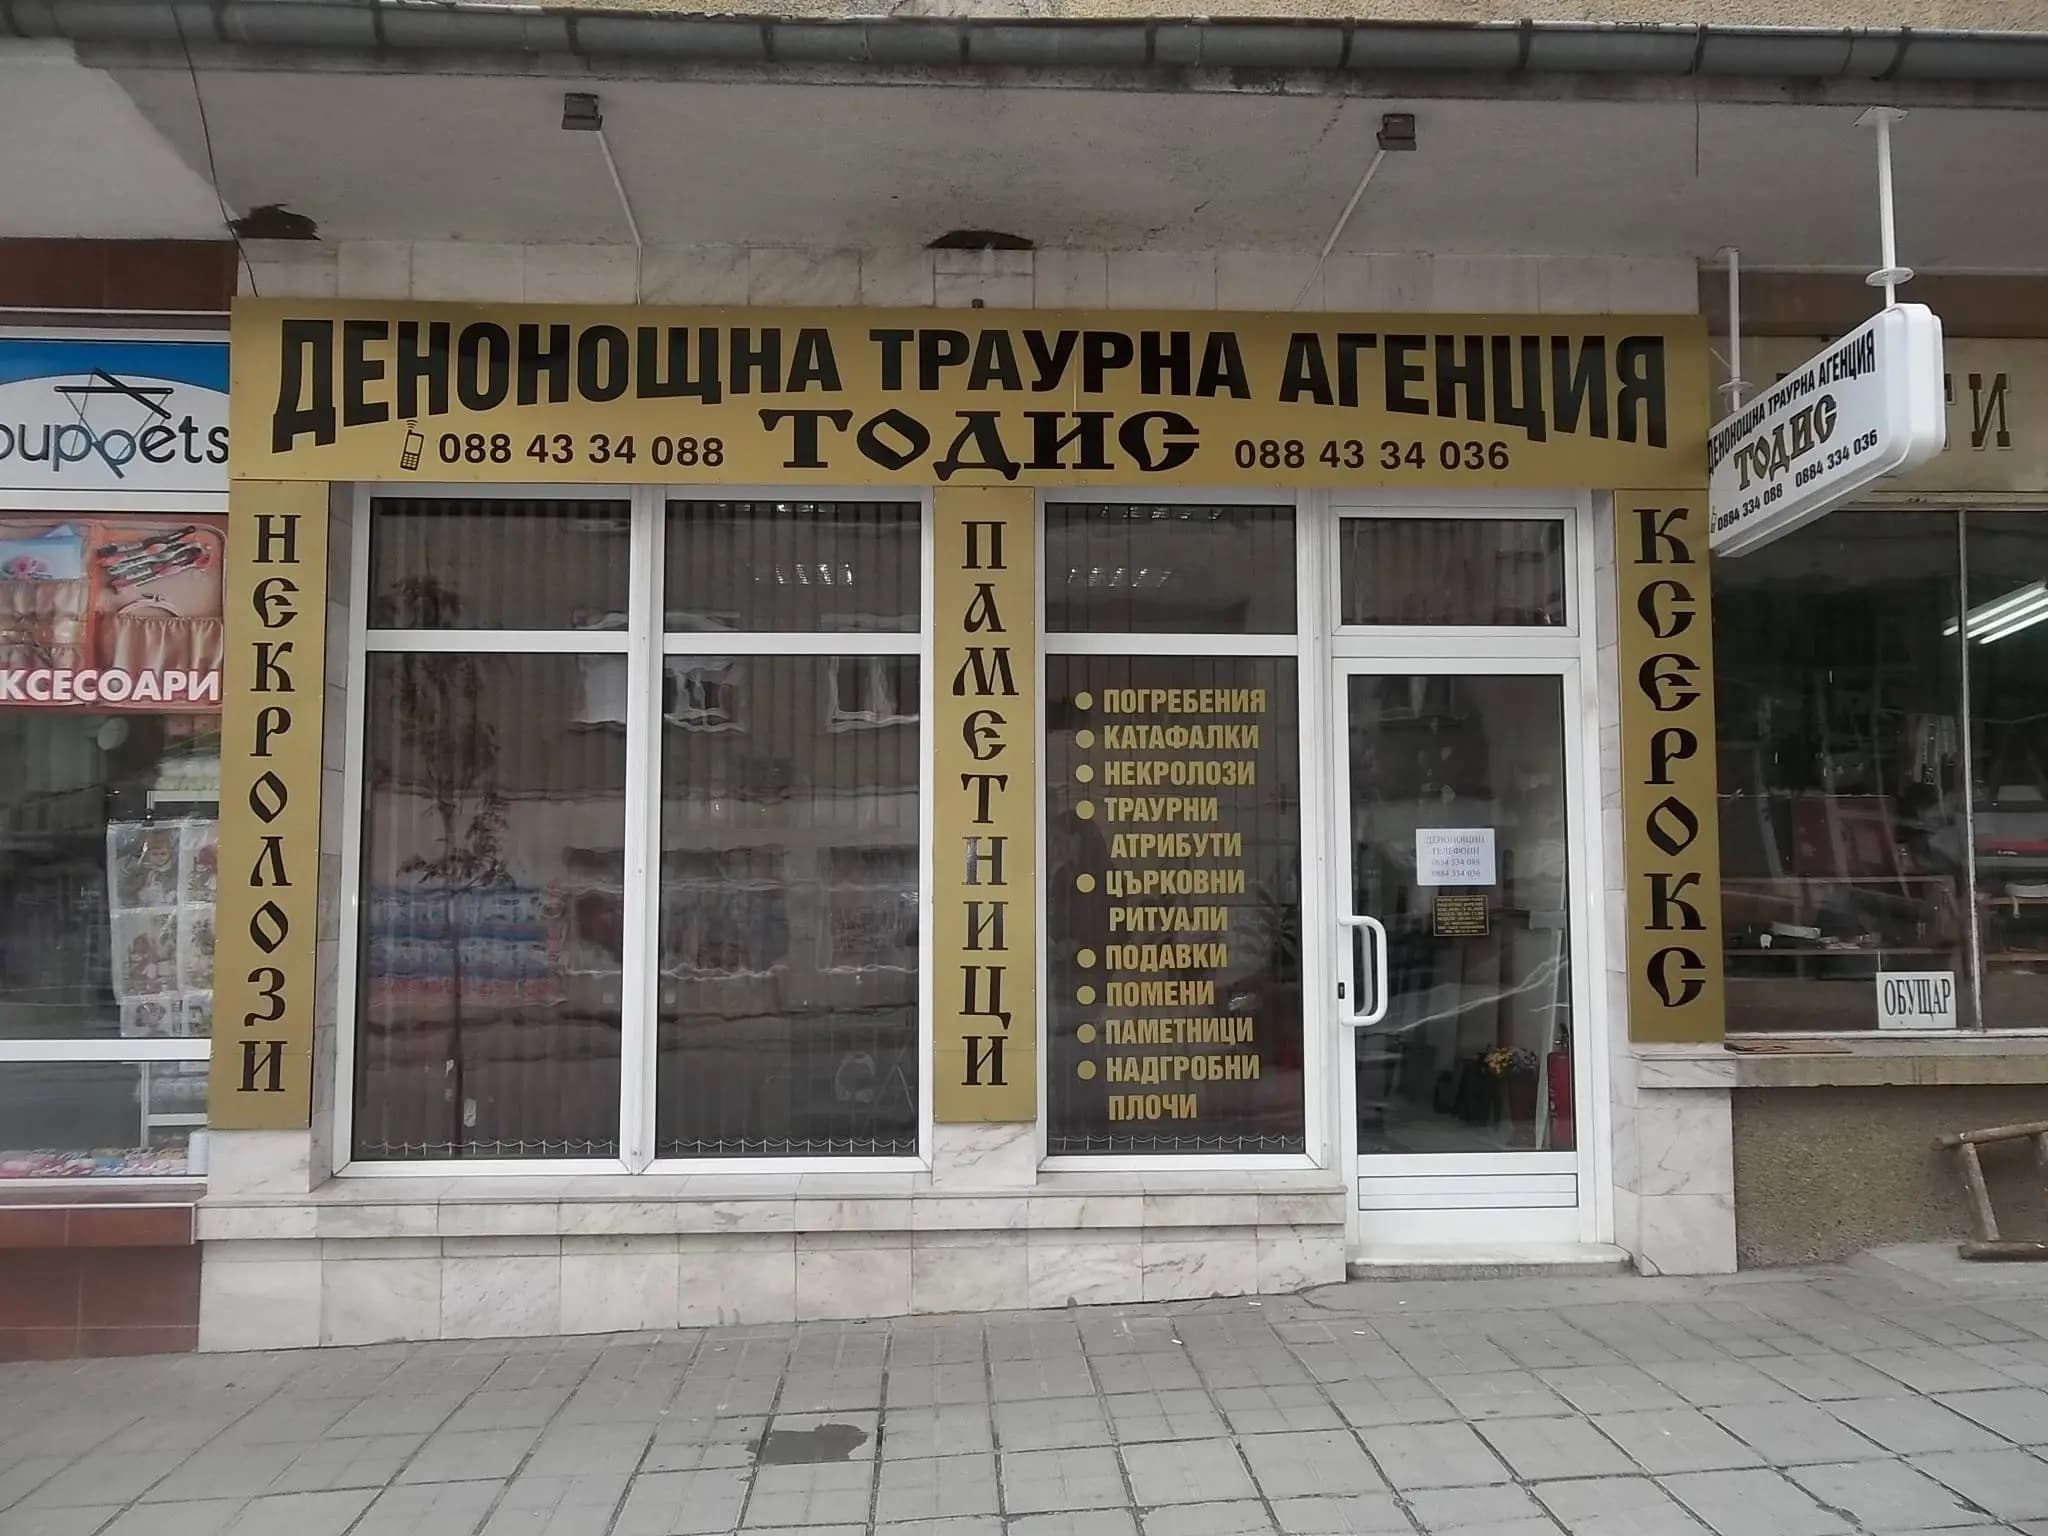 ДЕНОНОЩНА ТРАУРНА АГЕНЦИЯ
088 43 34 088 ТОДИС 088 43 34 036
ДЕНОНОЩНА ТРАУРНА АГЕНЦИЯ
ТОДИС
0884 334 088 0884 334 036
puppets
КСЕСОАРИ
НЕКРОЛОЗИ
ПАМЕТНИЦИ
• ПОГРЕБЕНИЯ
• КАТАФАЛКИ
• НЕКРОЛОЗИ
• ТРАУРНИ
АТРИБУТИ
• ЦЪРКОВНИ
РИТУАЛИ
• ПОДАВКИ
• ПОМЕНИ
• ПАМЕТНИЦИ
• НАДГРОБНИ
ПЛОЧИ
ДЕНОНОЩНИ
ТЕЛЕФОНИ
0884 334 088
0884 334 036
КСЕРОКС
ОБУЩАР